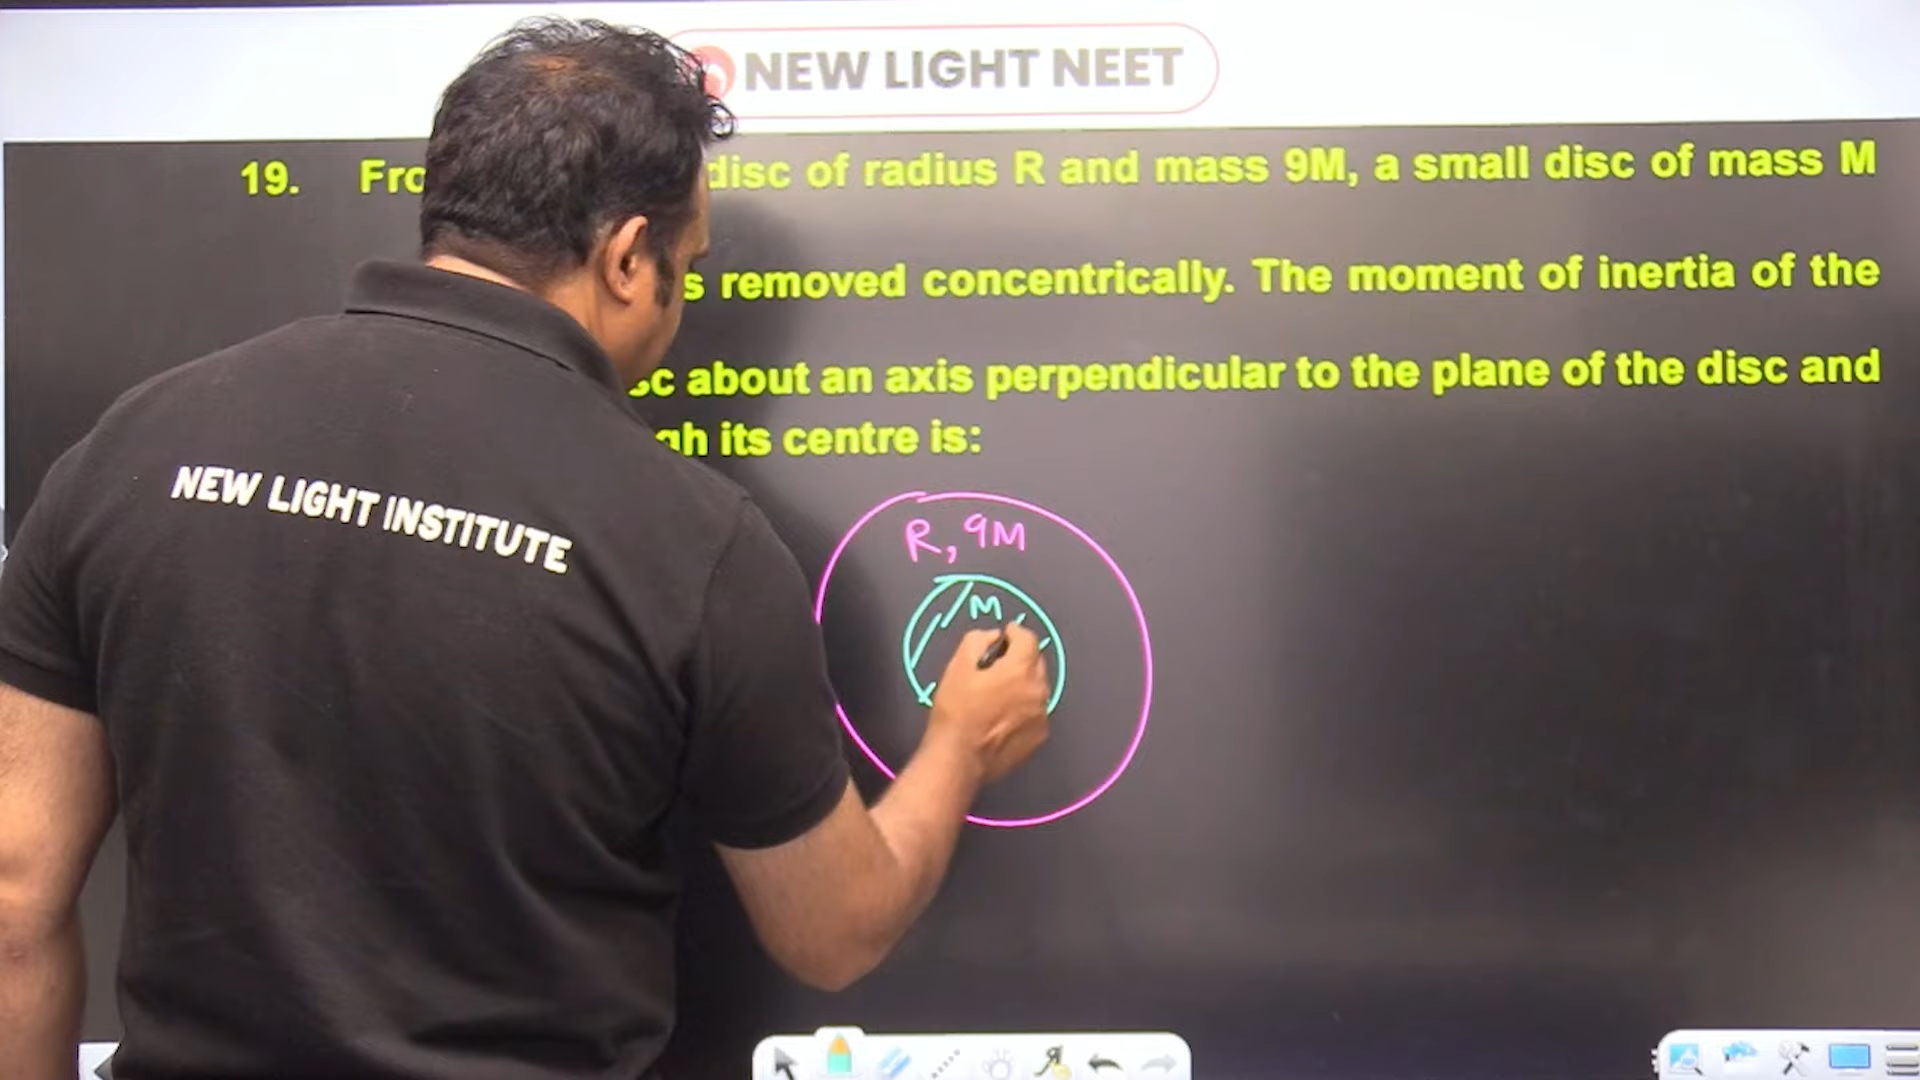 NEW LIGHT NEET
19. disc of radius R and mass 9M, a small disc of mass M
removed concentrically. The moment of inertia of the
about an axis perpendicular to the plane of the disc and
its centre is:
R, 9M
M
NEW LIGHT INSTITUTE